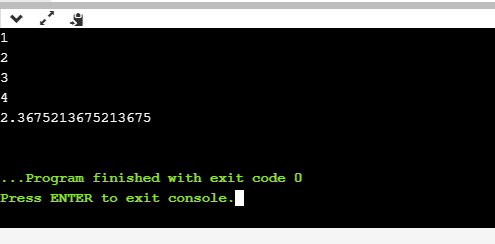 1
2
3
4
2.3675213675213675
...Program finished with exit code 0
Press ENTER to exit console.